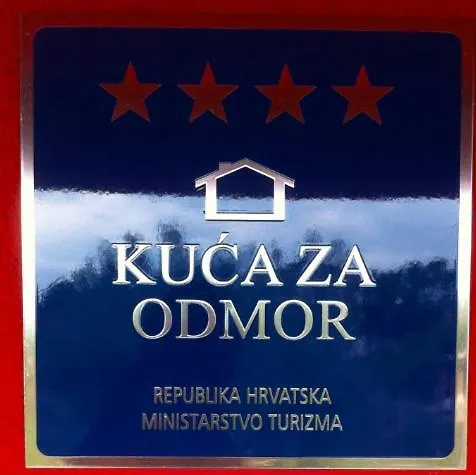 KUĆA ZA
ODMOR
REPUBLIKA HRVATSKA
MINISTARSTVO TURIZMA